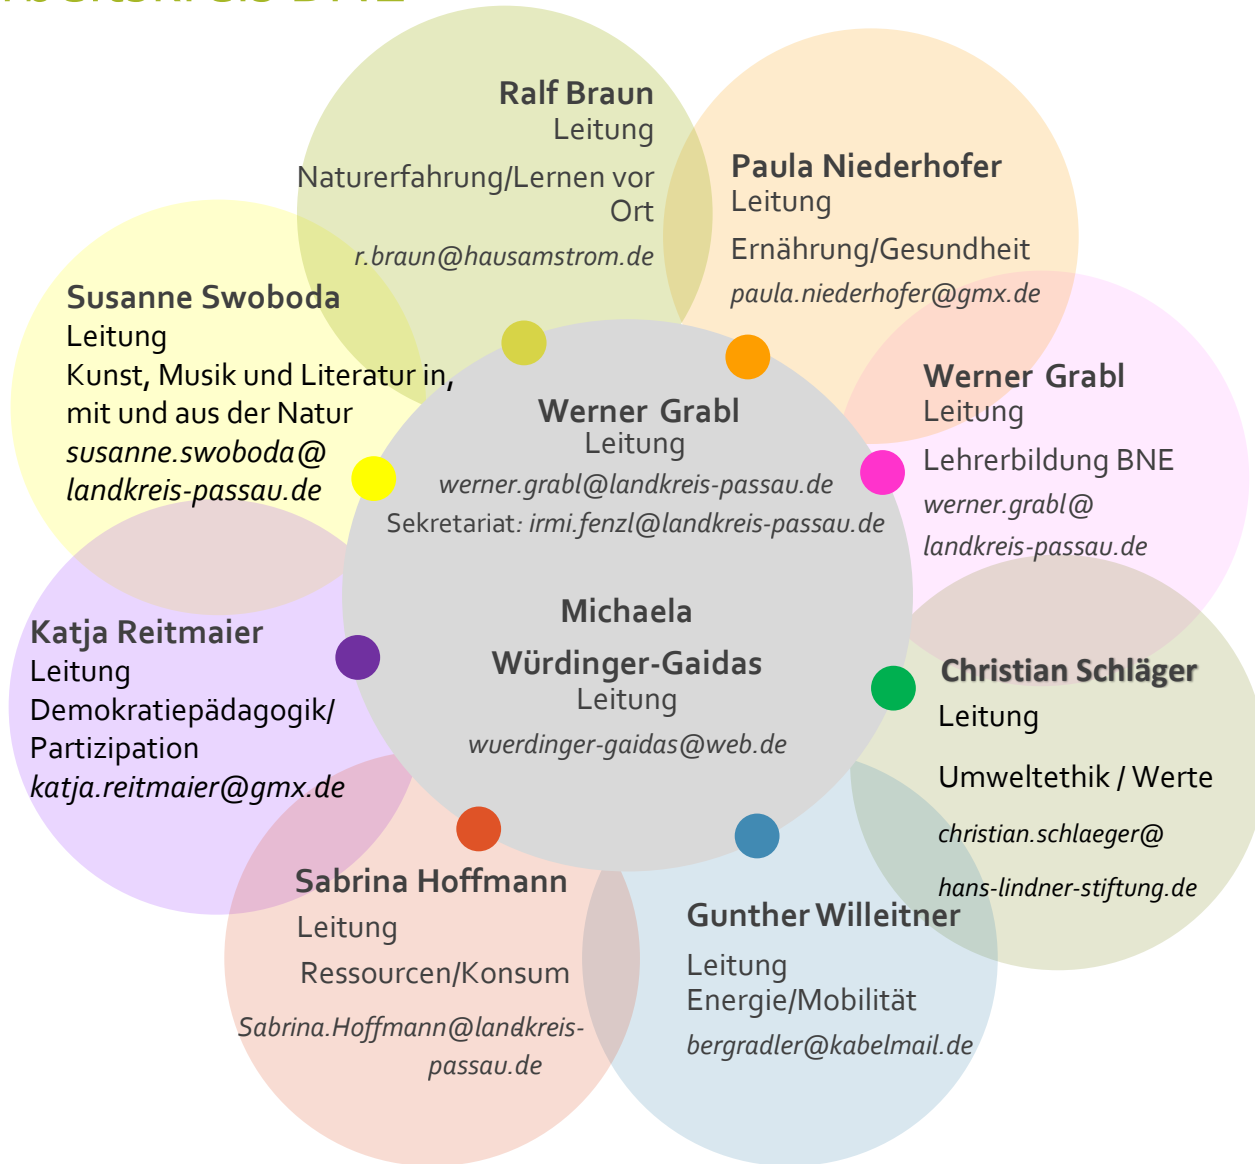 Ralf Braun
Leitung
Naturerfahrung/Lernen vor
Ort
r.braun@hausamstrom.de
Paula Niederhofer
Leitung
Ernährung/Gesundheit
paula.niederhofer@gmx.de
Susanne Swoboda
Leitung
Kunst, Musik und Literatur in,
mit und aus der Natur
susanne.swoboda@
landkreis-passau.de
Werner Grabl
Leitung
werner.grabl@landkreis-passau.de
Sekretariat: irmi.fenzl@landkreis-passau.de
Michaela
Würdinger-Gaidas
Leitung
wuerdinger-gaidas@web.de
Werner Grabl
Leitung
Lehrerbildung BNE
werner.grabl@
landkreis-passau.de
Katja Reitmaier
Leitung
Demokratiepädagogik/
Partizipation
katja.reitmaier@gmx.de
Christian Schläger
Leitung
Umweltethik / Werte
christian.schlaeger@
hans-lindner-stiftung.de
Sabrina Hoffmann
Leitung
Ressourcen/Konsum
Sabrina.Hoffmann@landkreis-
passau.de
Gunther Willeitner
Leitung
Energie/Mobilität
bergradler@kabelmail.de